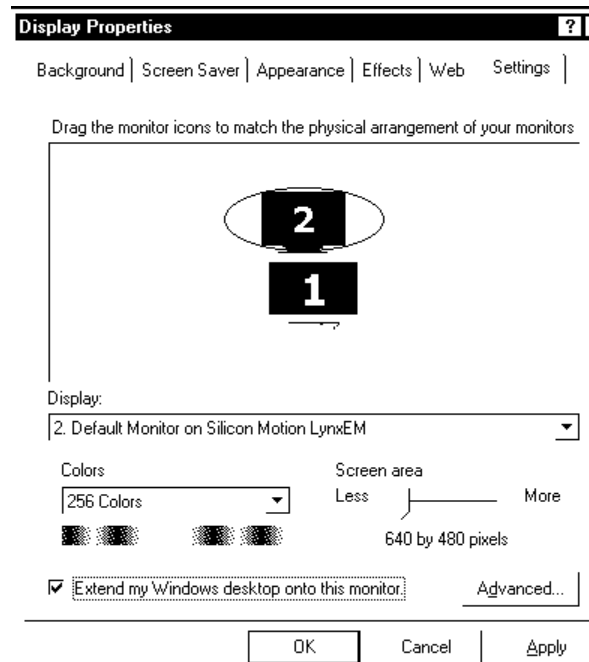 Display Properties ?
Background Screen Saver Appearance Effects Web Settings
Drag the monitor icons to match the physical arrangement of your monitors
2
1
Display:
2. Default Monitor on Silicon Motion LynxEM
Colors Screen area
256 Colors Less More
640 by 480 pixels
Extend my Windows desktop onto this monitor. Advanced...
OK Cancel Apply